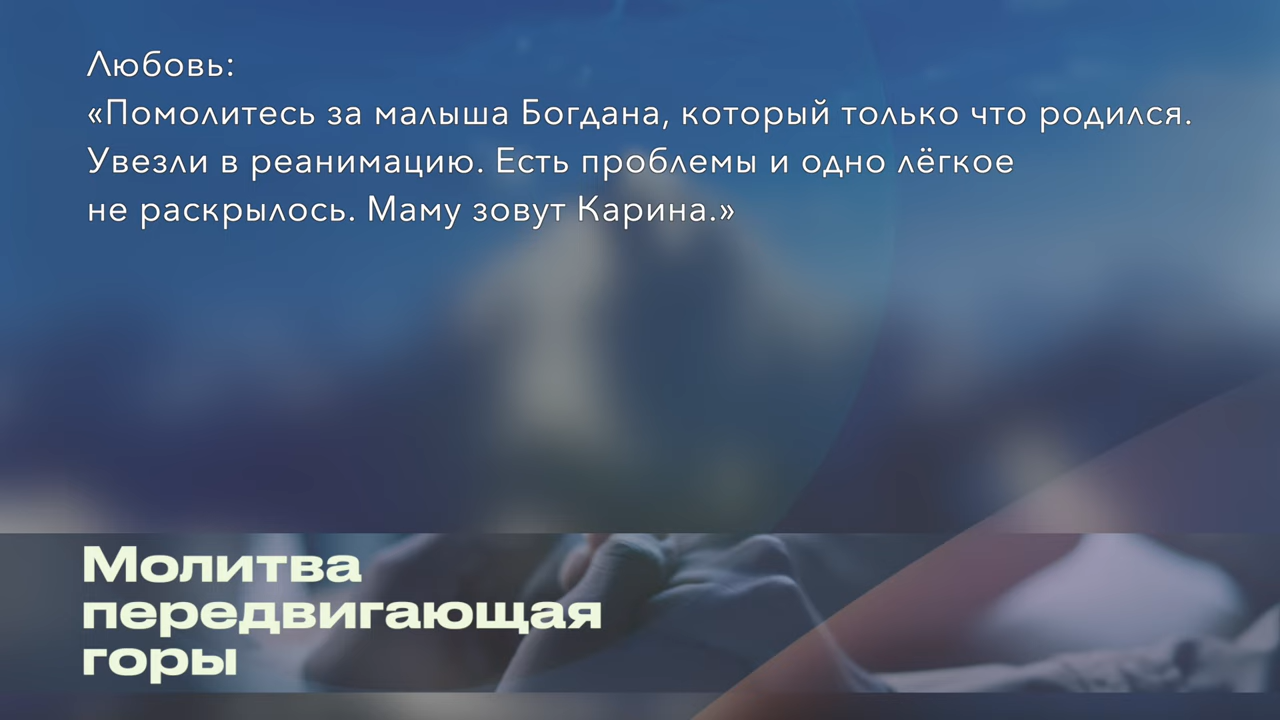 Любовь:
«Помолитесь за малыша Богдана, который только что родился.
Увезли в реанимацию. Есть проблемы и одно лёгкое
не раскрылось. Маму зовут Карина.»
Молитва
передвигающая
горы